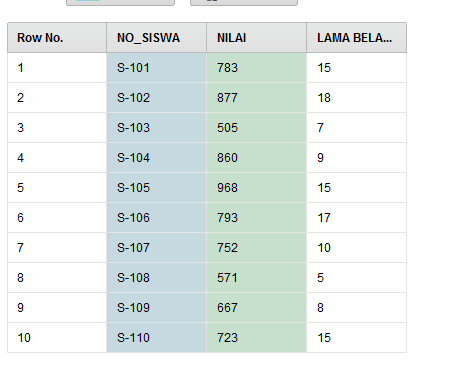 Row No. NO_SISWA NILAI LAMA BELA...
1 S-101 783 15
2 S-102 877 18
3 S-103 505 7
4 S-104 860 9
5 S-105 968 15
6 S-106 793 17
7 S-107 752 10
8 S-108 571 5
9 S-109 667 8
10 S-110 723 15